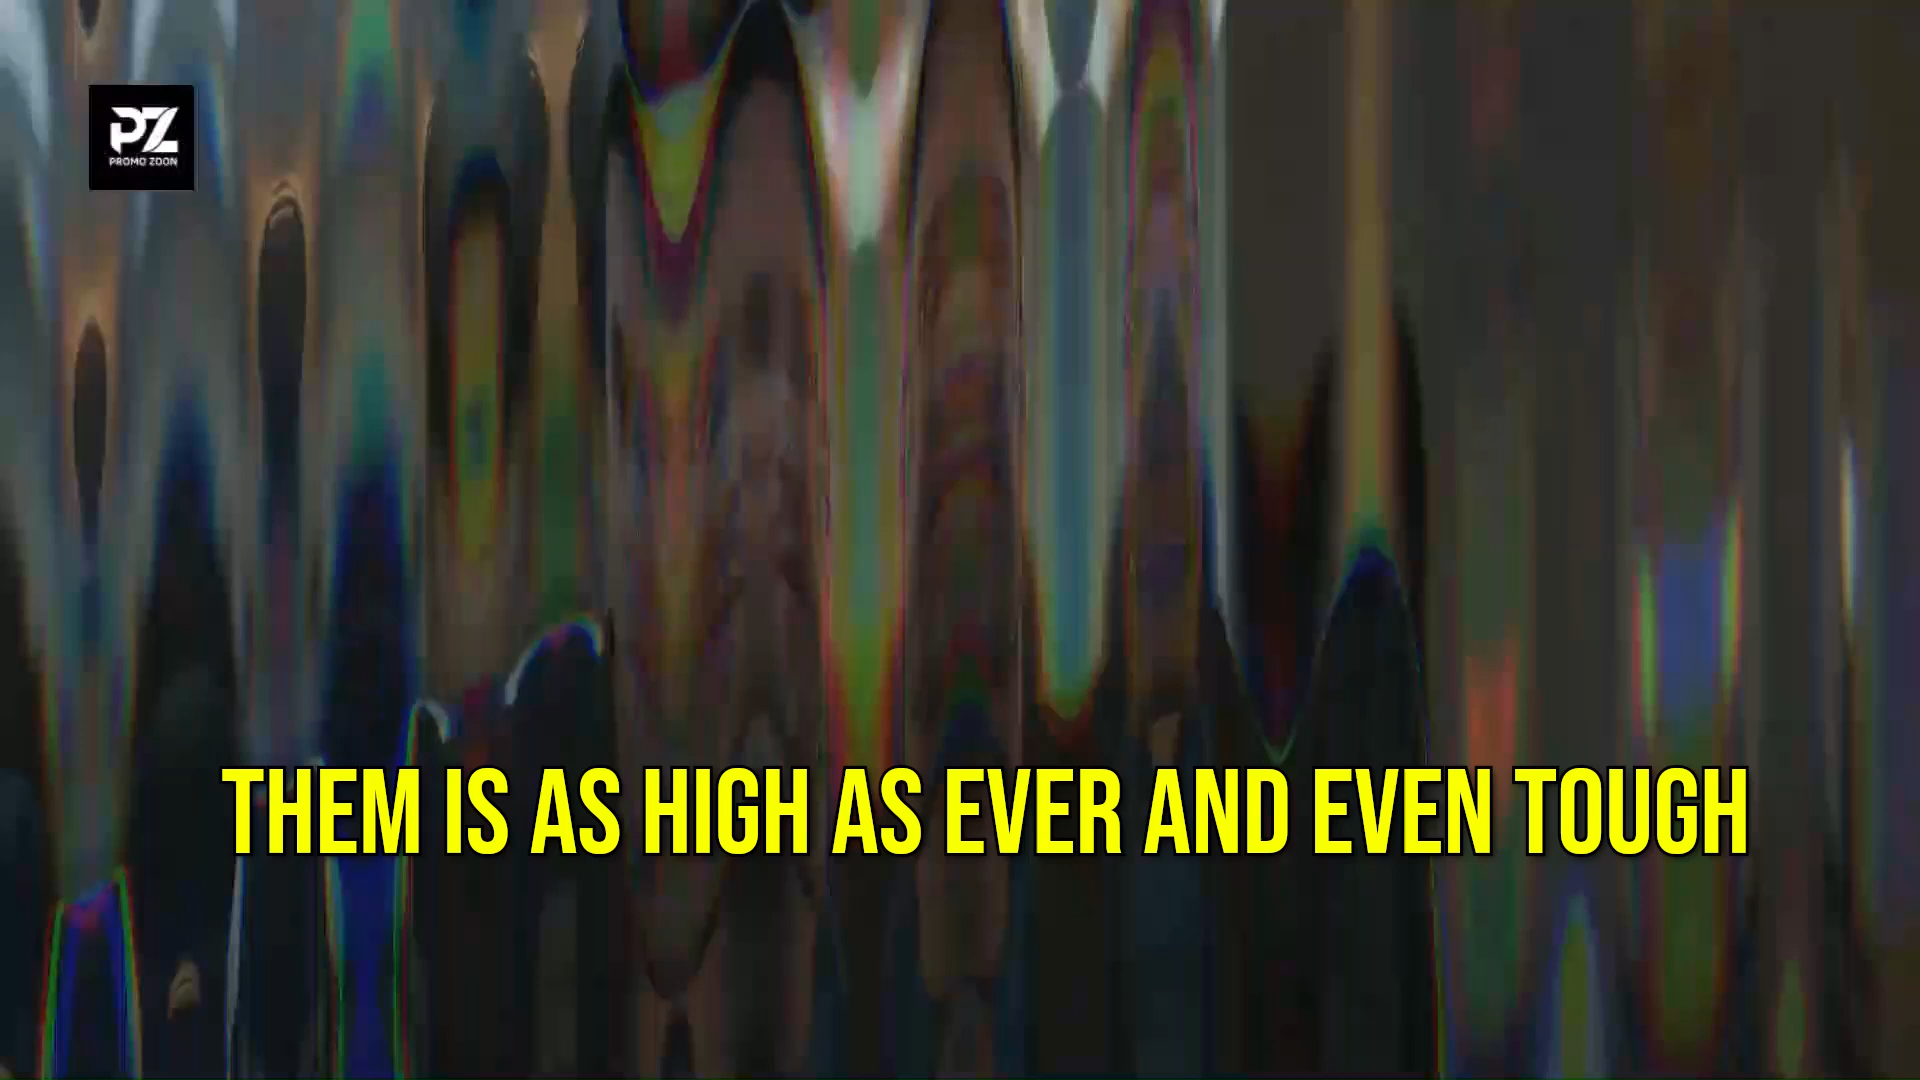 PZ
PROMO ZOON
THEM IS AS HIGH AS EVER AND EVEN TOUGH